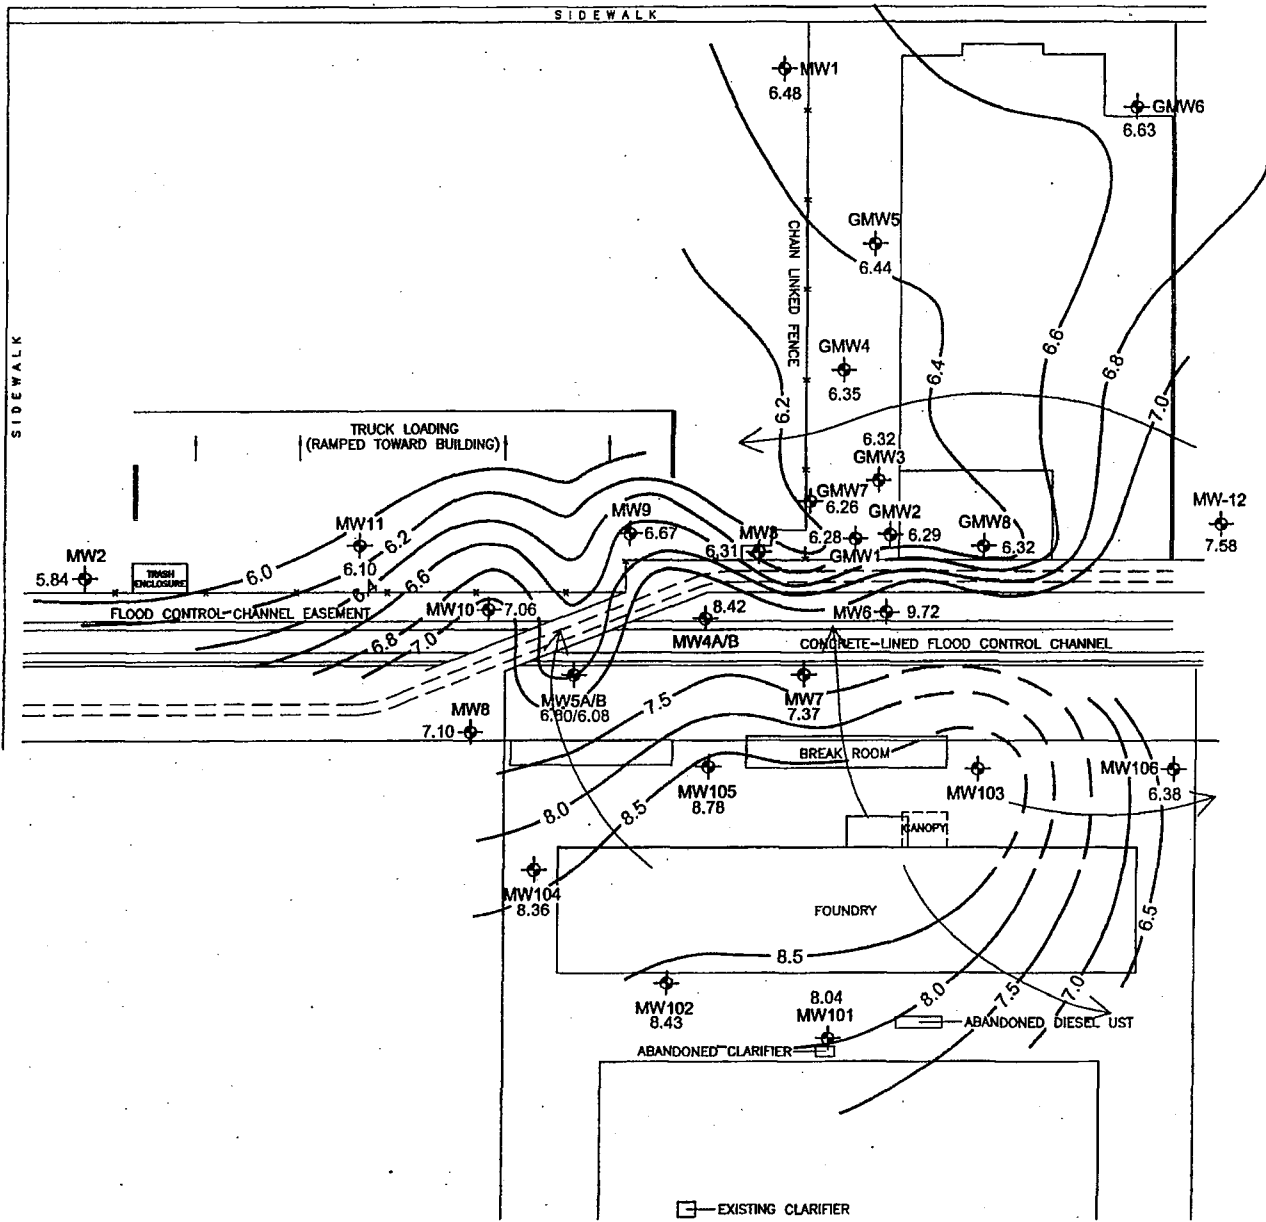 SIDEWALK
MW1
6.48
GMW6
6.63
CHAIN LINKED FENCE
GMW5
6.44
SIDEWALK
GMW4
6.35
6.6
6.8
6.4
6.2
7.0
TRUCK LOADING
(RAMPED TOWARD BUILDING)
6.32
GMW3
GMW7
6.26
MW9
6.67
MW-12
7.58
MW11
6.10
6.2
GMW2
6.29
GMW8
6.32
6.28
GMW1
MW3
6.31
MW2
5.84
TRASH
ENCLOSURE
6.0
6.4
6.6
FLOOD CONTROL-CHANNEL EASEMENT
MW10
7.06
8.42
MW4A/B
MW6
9.72
6.8
7.0
CONCRETE-LINED FLOOD CONTROL CHANNEL
MW5A/B
6.80/6.08
7.5
MW7
7.37
MW8
7.10
BREAK ROOM
MW105
8.78
MW103
MW106
6.38
8.0
8.5
CANOPY
MW104
8.36
FOUNDRY
6.5
8.5
MW102
8.43
8.04
MW101
8.0
7.5
7.0
ABANDONED DIESEL UST
ABANDONED CLARIFIER
EXISTING CLARIFIER